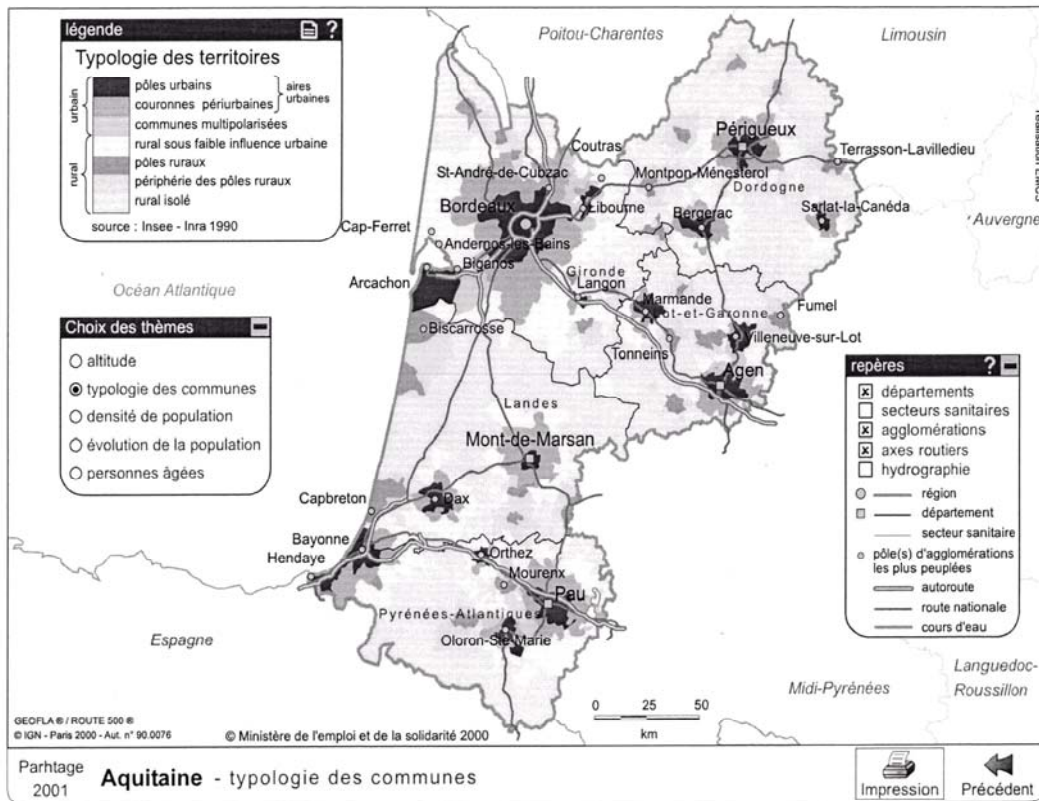 légende ?
Typologie des territoires
urbain
rural
pôles urbains
couronnes périurbaines
aires
urbaines
communes multipolarisées
rural sous faible influence urbaine
pôles ruraux
périphérie des pôles ruraux
rural isolé
source : Insee - Inra 1990
Poitou-Charentes
Limousin
Auvergne
Océan Atlantique
Espagne
Midi-Pyrénées
Languedoc-
Roussillon
Périgueux
Coutras
Terrasson-Lavilledieu
St-André-de-Cubzac
Montpon-Ménesterol
Dordogne
Bordeaux
Libourne
Bergerac
Sarlat-la-Canéda
Cap-Ferret
Andernos-les-Bains
Biganos
Gironde
Arcachon
Langon
Marmande
Fumel
Lot-et-Garonne
Biscarrosse
Villeneuve-sur-Lot
Tonneins
Agen
Landes
Mont-de-Marsan
Capbreton
Dax
Bayonne
Hendaye
Orthez
Mourenx
Pau
Pyrénées-Atlantiques
Oloron-Ste-Marie
Choix des thèmes
altitude
typologie des communes
densité de population
évolution de la population
personnes âgées
repères ?
x départements
secteurs sanitaires
x agglomérations
x axes routiers
hydrographie
région
département
secteur sanitaire
pôle(s) d'agglomérations
les plus peuplées
autoroute
route nationale
cours d'eau
0 25 50
km
GEOFLA ® / ROUTE 500 ®
© IGN - Paris 2000 - Aut. n° 90.0076
© Ministère de l'emploi et de la solidarité 2000
Parhtage
2001
Aquitaine - typologie des communes
Impression
Précédent